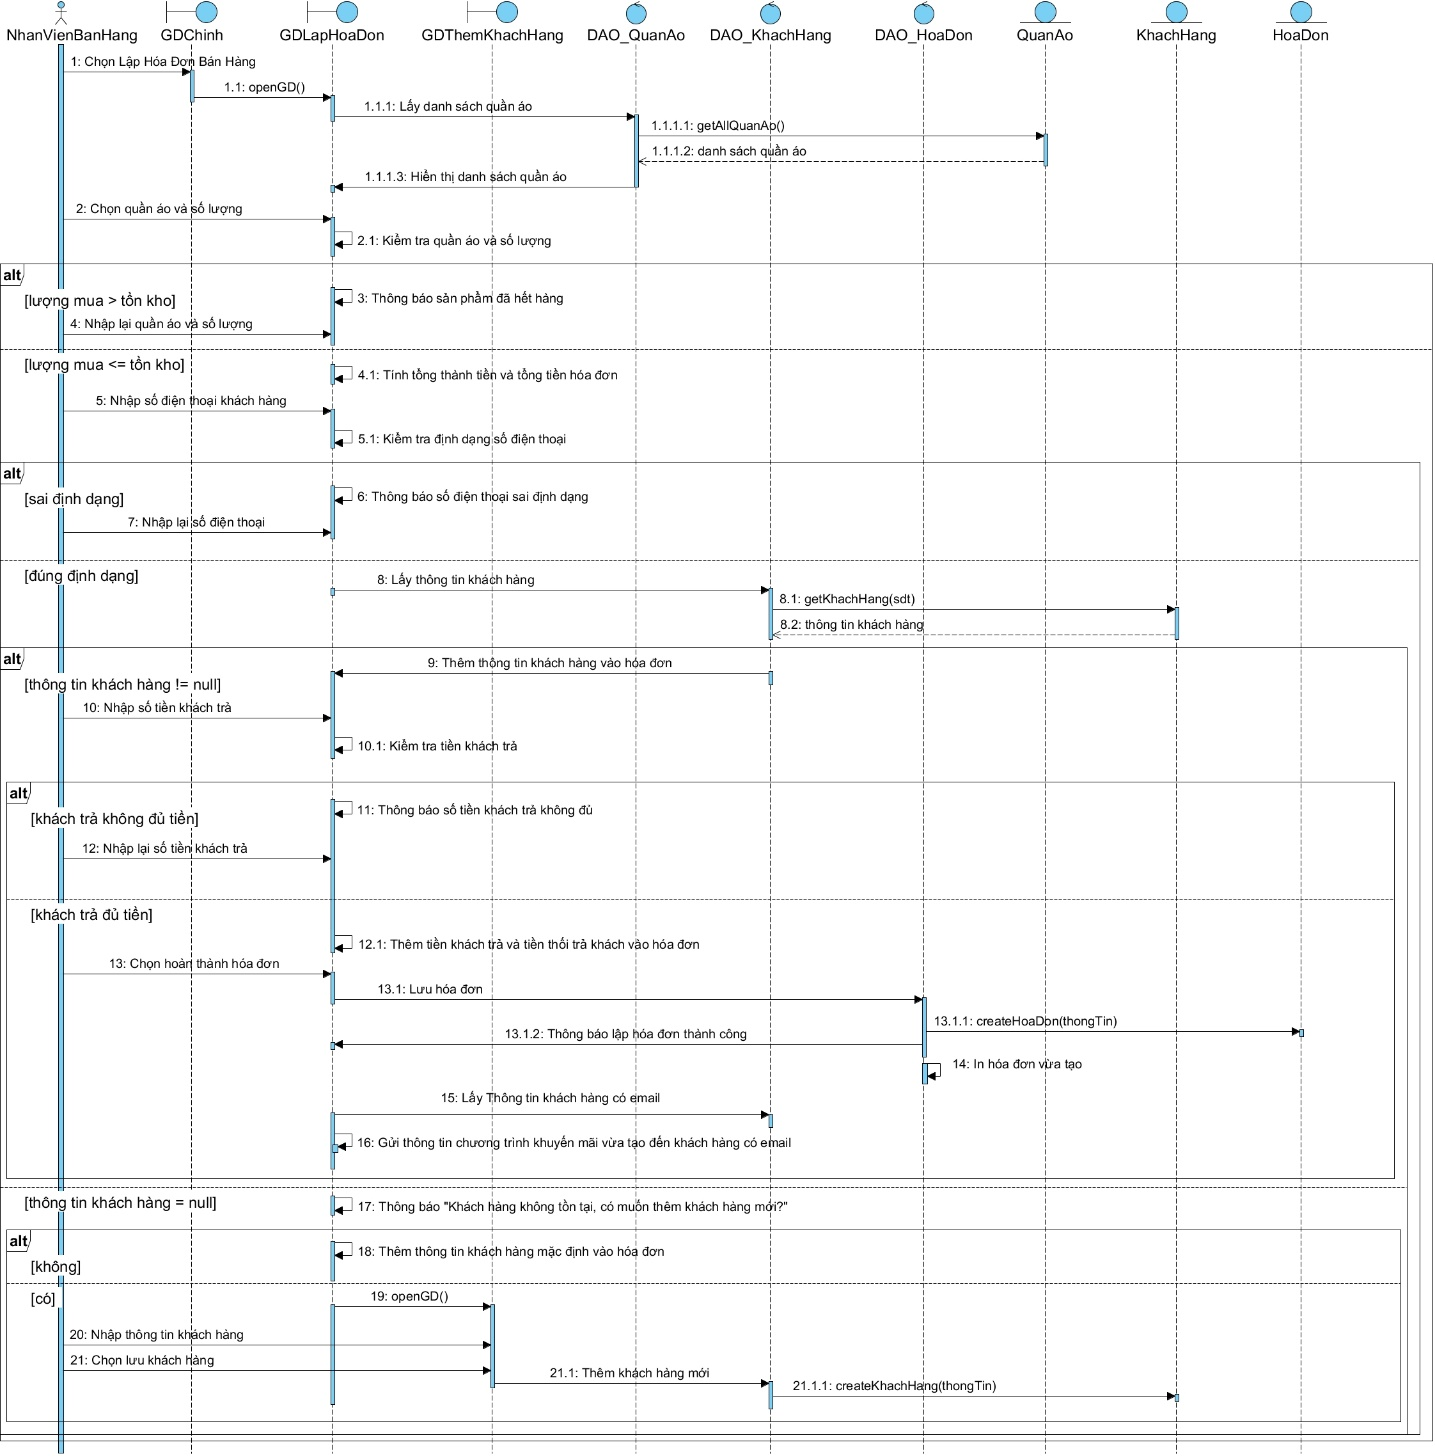 NhanVienBanHang GDChinh GDLapHoaDon GDThemKhachHang DAO_QuanAo DAO_KhachHang DAO_HoaDon QuanAo KhachHang HoaDon
1: Chọn Lập Hóa Đơn Bán Hàng
1.1: openGD()
1.1.1: Lấy danh sách quần áo
1.1.1.1: getAllQuanAo()
1.1.1.2: danh sách quần áo
1.1.1.3: Hiển thị danh sách quần áo
2: Chọn quần áo và số lượng
2.1: Kiểm tra quần áo và số lượng
alt
[lượng mua > tồn kho]
3: Thông báo sản phẩm đã hết hàng
4: Nhập lại quần áo và số lượng
[lượng mua <= tồn kho]
4.1: Tính tổng thành tiền và tổng tiền hóa đơn
5: Nhập số điện thoại khách hàng
5.1: Kiểm tra định dạng số điện thoại
alt
[sai định dạng]
6: Thông báo số điện thoại sai định dạng
7: Nhập lại số điện thoại
[đúng định dạng]
8: Lấy thông tin khách hàng
8.1: getKhachHang(sdt)
8.2: thông tin khách hàng
alt
9: Thêm thông tin khách hàng vào hóa đơn
[thông tin khách hàng != null]
10: Nhập số tiền khách trả
10.1: Kiểm tra tiền khách trả
alt
11: Thông báo số tiền khách trả không đủ
[khách trả không đủ tiền]
12: Nhập lại số tiền khách trả
[khách trả đủ tiền]
12.1: Thêm tiền khách trả và tiền thối trả khách vào hóa đơn
13: Chọn hoàn thành hóa đơn
13.1: Lưu hóa đơn
13.1.1: createHoaDon(thongTin)
13.1.2: Thông báo lập hóa đơn thành công
14: In hóa đơn vừa tạo
15: Lấy Thông tin khách hàng có email
16: Gửi thông tin chương trình khuyến mãi vừa tạo đến khách hàng có email
[thông tin khách hàng = null]
17: Thông báo "Khách hàng không tồn tại, có muốn thêm khách hàng mới?"
alt
18: Thêm thông tin khách hàng mặc định vào hóa đơn
[không]
[có]
19: openGD()
20: Nhập thông tin khách hàng
21: Chọn lưu khách hàng
21.1: Thêm khách hàng mới
21.1.1: createKhachHang(thongTin)